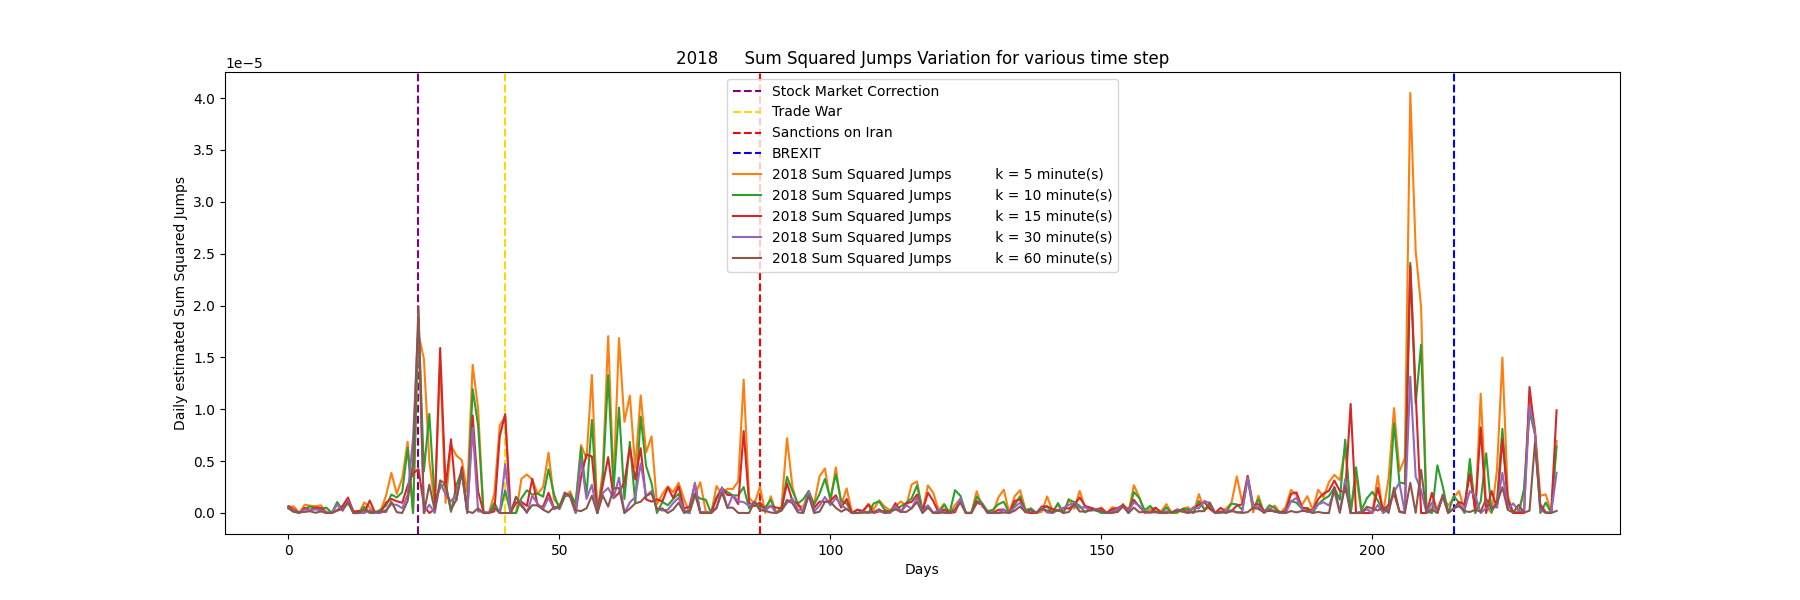 2018 Sum Squared Jumps Variation for various time step
1e−5
4.0
3.5
3.0
2.5
2.0
1.5
1.0
0.5
0.0
Daily estimated Sum Squared Jumps
Stock Market Correction
Trade War
Sanctions on Iran
BREXIT
2018 Sum Squared Jumps k = 5 minute(s)
2018 Sum Squared Jumps k = 10 minute(s)
2018 Sum Squared Jumps k = 15 minute(s)
2018 Sum Squared Jumps k = 30 minute(s)
2018 Sum Squared Jumps k = 60 minute(s)
0 50 100 150 200
Days